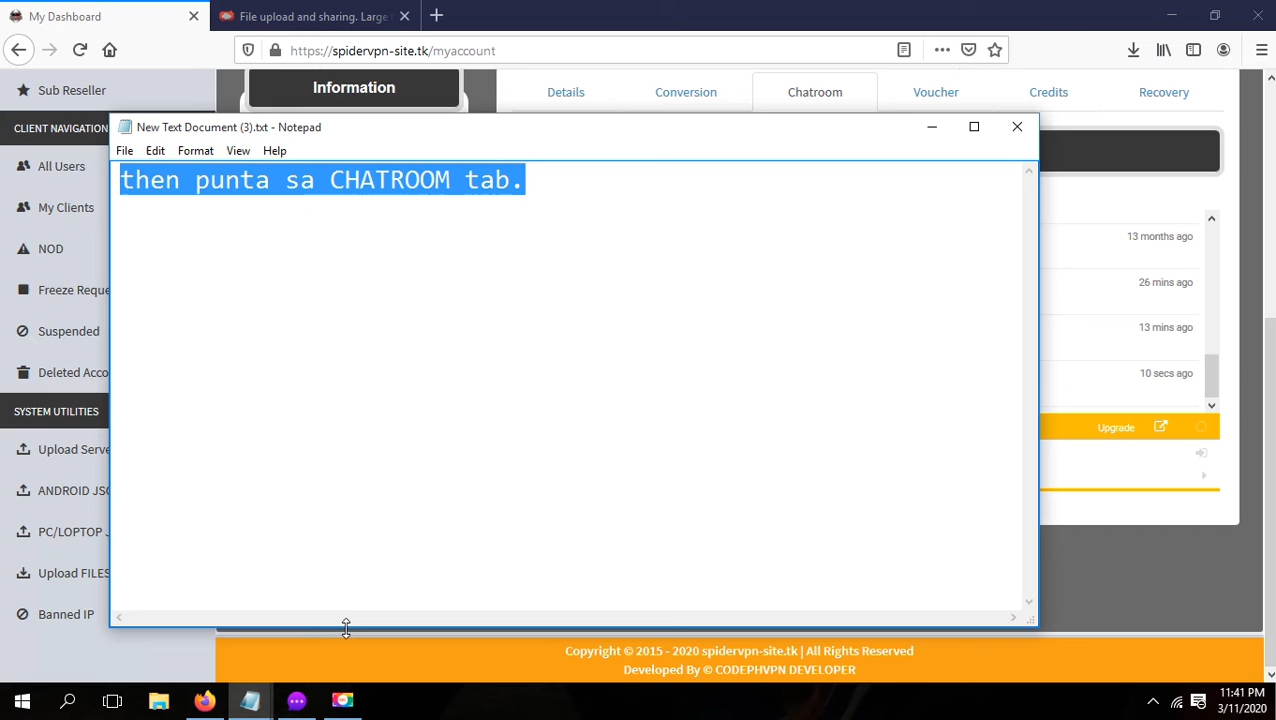 My Dashboard
File upload and sharing. Large
https://spidervpn-site.tk/myaccount
Sub Reseller
CLIENT NAVIGATION
All Users
My Clients
NOD
Freeze Reque
Suspended
Deleted Acco
SYSTEM UTILITIES
Upload Serve
ANDROID JSO
PC/LOPTOP J
Upload FILES
Banned IP
Information
Details
Conversion
Chatroom
Voucher
Credits
Recovery
New Text Document (3).txt - Notepad
File
Edit
Format
View
Help
then punta sa CHATROOM tab.
13 months ago
26 mins ago
13 mins ago
10 secs ago
Upgrade
Copyright © 2015 - 2020 spidervpn-site.tk | All Rights Reserved
Developed By © CODEPHVPN DEVELOPER
11:41 PM
3/11/2020